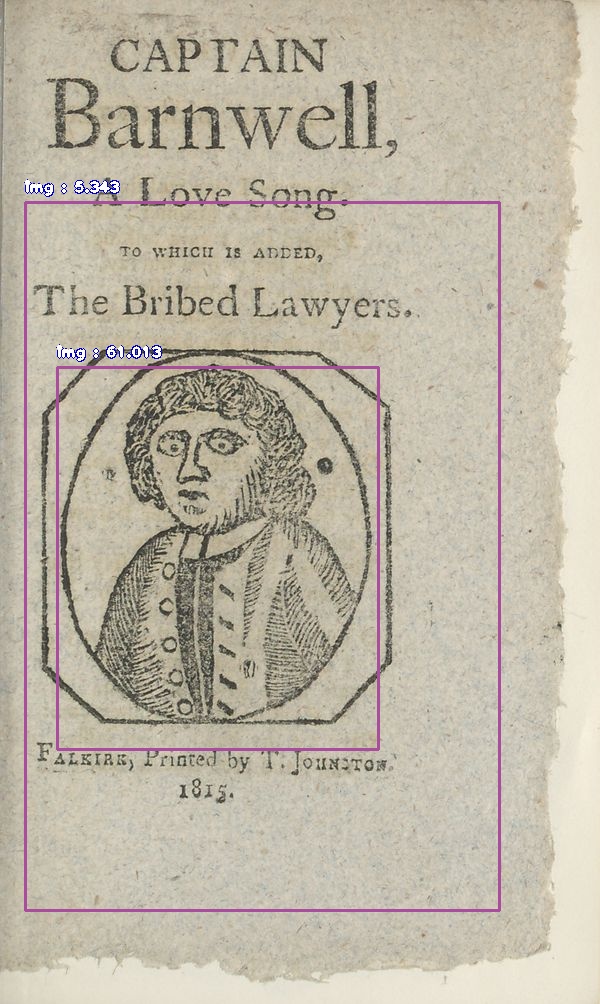 CAPTAIN
Barnwell,
img : 5.343
A Love Song.
TO WHICH IS ADDED,
The Bribed Lawyers.
img : 61.013
FALKIRK, Printed by T. JOHNSTON.
1815.